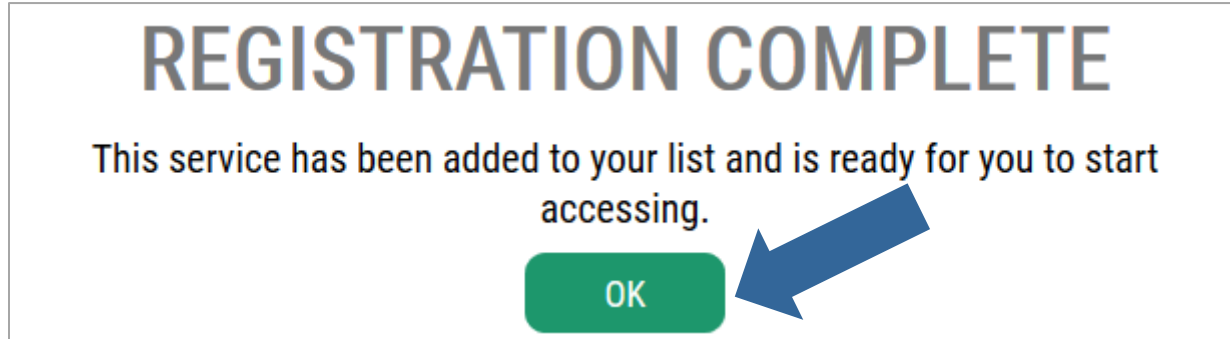 REGISTRATION COMPLETE
This service has been added to your list and is ready for you to start
accessing.
OK